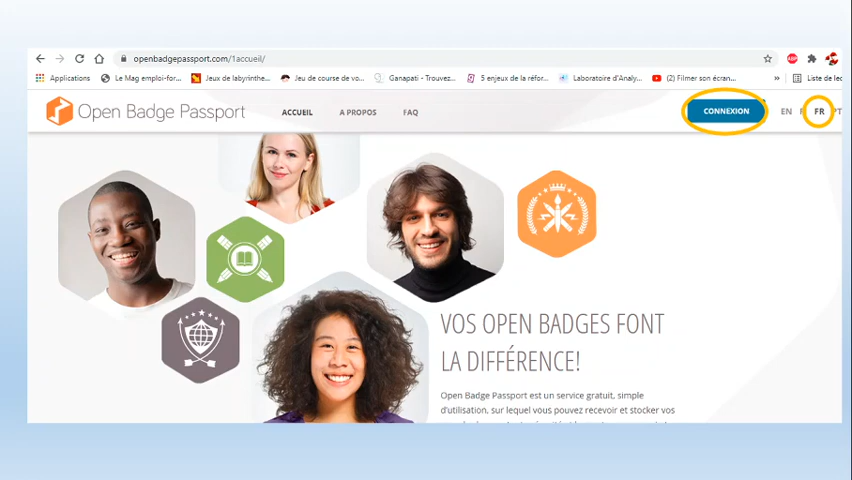 openbadgepassport.com/1accueil/
Applications Le Mag emploi-for... Jeux de labyrinthe... Jeu de course de vo... Ganapati - Trouvez... 5 enjeux de la réfor... Laboratoire d'Analy... (2) Filmer son écran... » Liste de lec
Open Badge Passport ACCUEIL A PROPOS FAQ CONNEXION EN FR PT
ABP
VOS OPEN BADGES FONT
LA DIFFÉRENCE!
Open Badge Passport est un service gratuit, simple
d'utilisation, sur lequel vous pouvez recevoir et stocker vos